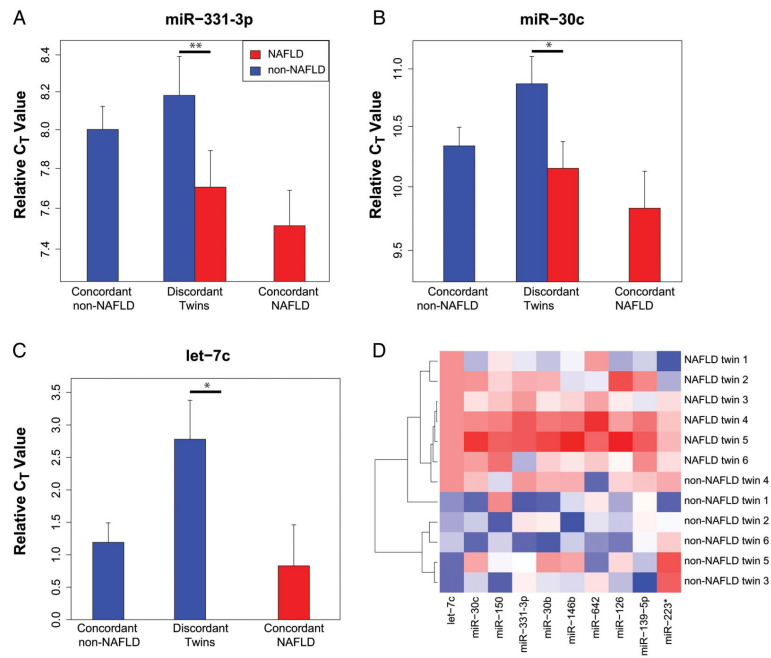 A
miR−331-3p
Relative CT Value
8.4
8.2
8.0
7.8
7.6
7.4
**
NAFLD
non−NAFLD
Concordant
non−NAFLD
Discordant
Twins
Concordant
NAFLD
B
miR−30c
Relative CT Value
11.0
10.5
10.0
9.5
*
Concordant
non−NAFLD
Discordant
Twins
Concordant
NAFLD
C
let−7c
Relative CT Value
3.5
3.0
2.5
2.0
1.5
1.0
0.5
0.0
*
Concordant
non−NAFLD
Discordant
Twins
Concordant
NAFLD
D
NAFLD twin 1
NAFLD twin 2
NAFLD twin 3
NAFLD twin 4
NAFLD twin 5
NAFLD twin 6
non−NAFLD twin 4
non−NAFLD twin 1
non−NAFLD twin 2
non−NAFLD twin 6
non−NAFLD twin 5
non−NAFLD twin 3
let−7c
miR−30c
miR−150
miR−331-3p
miR−30b
miR−146b
miR−642
miR−126
miR−139−5p
miR−223*